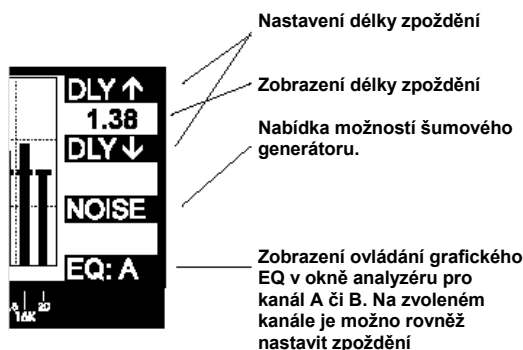 Nastavení délky zpoždění
DLY ↑
1.38
Zobrazení délky zpoždění
DLY ↓
Nabídka možností šumového
generátoru.
NOISE
EQ: A
Zobrazení ovládání grafického
EQ v okně analyzéru pro
kanál A či B. Na zvoleném
kanále je možno rovněž
nastavit zpoždění
20
16K